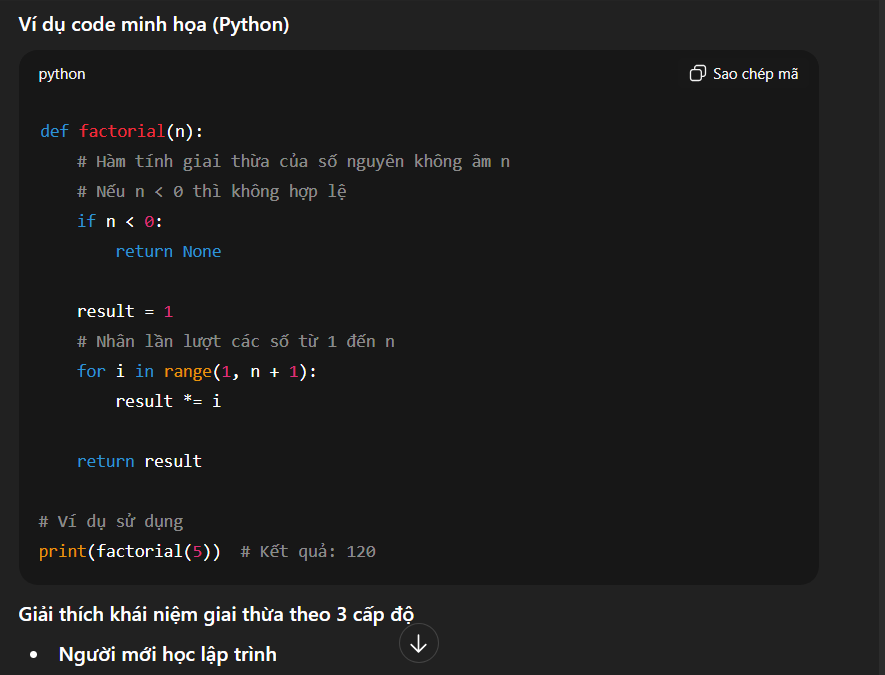 Ví dụ code minh họa (Python)
python
Sao chép mã
def factorial(n):
    # Hàm tính giai thừa của số nguyên không âm n
    # Nếu n < 0 thì không hợp lệ
    if n < 0:
        return None
    result = 1
    # Nhân lần lượt các số từ 1 đến n
    for i in range(1, n + 1):
        result *= i
    return result
# Ví dụ sử dụng
print(factorial(5))  # Kết quả: 120
Giải thích khái niệm giai thừa theo 3 cấp độ
• Người mới học lập trình